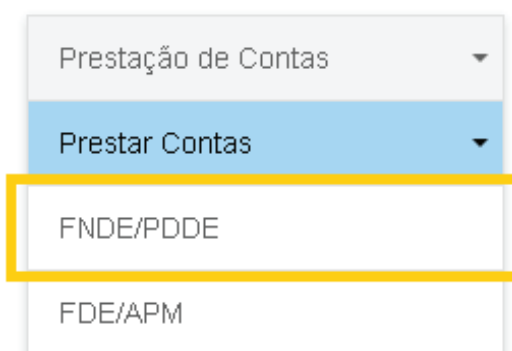 Prestação de Contas
Prestar Contas
FNDE/PDDE
FDE/APM